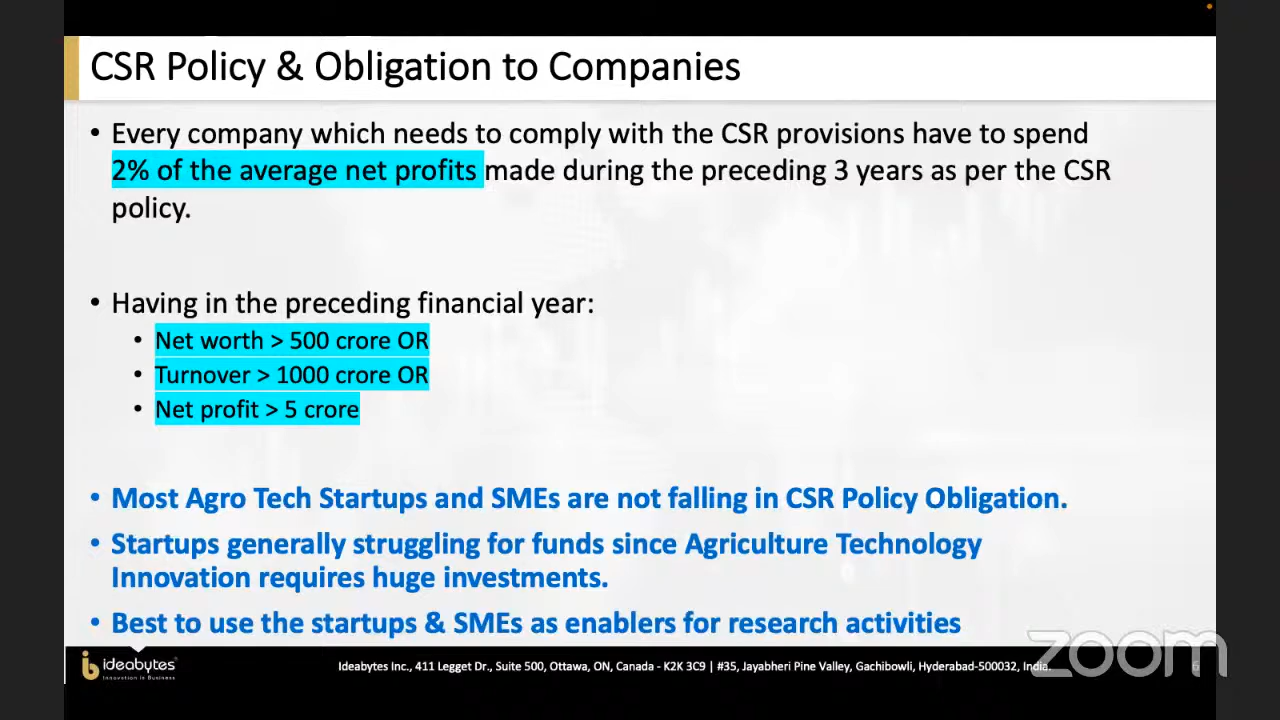 CSR Policy & Obligation to Companies
• Every company which needs to comply with the CSR provisions have to spend
2% of the average net profits made during the preceding 3 years as per the CSR
policy.
• Having in the preceding financial year:
• Net worth > 500 crore OR
• Turnover > 1000 crore OR
• Net profit > 5 crore
• Most Agro Tech Startups and SMEs are not falling in CSR Policy Obligation.
• Startups generally struggling for funds since Agriculture Technology
Innovation requires huge investments.
• Best to use the startups & SMEs as enablers for research activities
ideabytes®
Innovation in Business
Ideabytes Inc., 411 Legget Dr., Suite 500, Ottawa, ON, Canada - K2K 3C9 | #35, Jayabheri Pine Valley, Gachibowli, Hyderabad-500032, India.
6
zoom